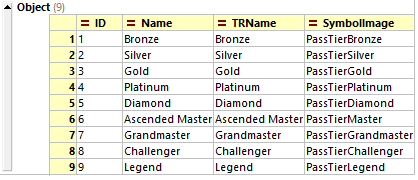 Object (9)
= ID = Name = TRName = SymbolImage
1 1 Bronze Bronze PassTierBronze
2 2 Silver Silver PassTierSilver
3 3 Gold Gold PassTierGold
4 4 Platinum Platinum PassTierPlatinum
5 5 Diamond Diamond PassTierDiamond
6 6 Ascended Master Ascended Master PassTierMaster
7 7 Grandmaster Grandmaster PassTierGrandmaster
8 8 Challenger Challenger PassTierChallenger
9 9 Legend Legend PassTierLegend